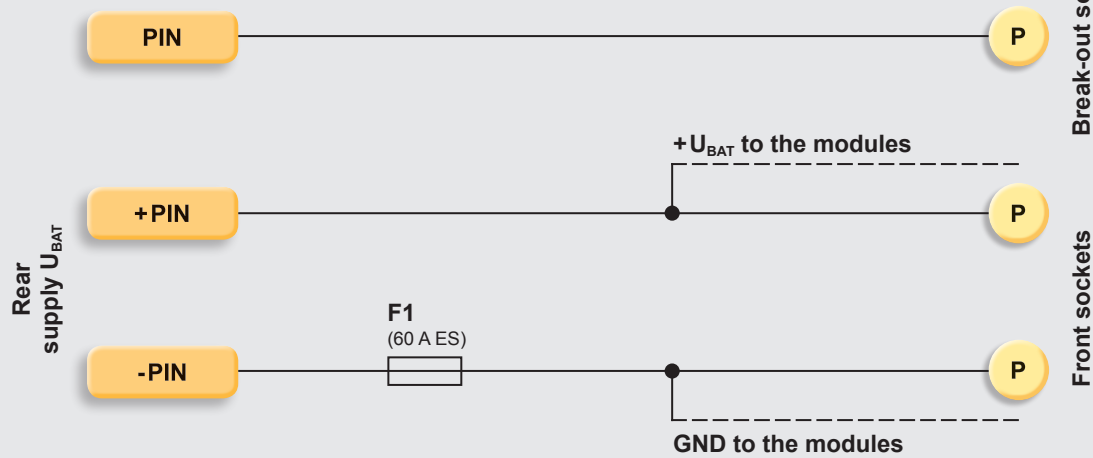 PIN
P
Break-out
+UBAT to the modules
+PIN
P
Rear
supply UBAT
F1
(60 A ES)
-PIN
P
Front sockets
GND to the modules